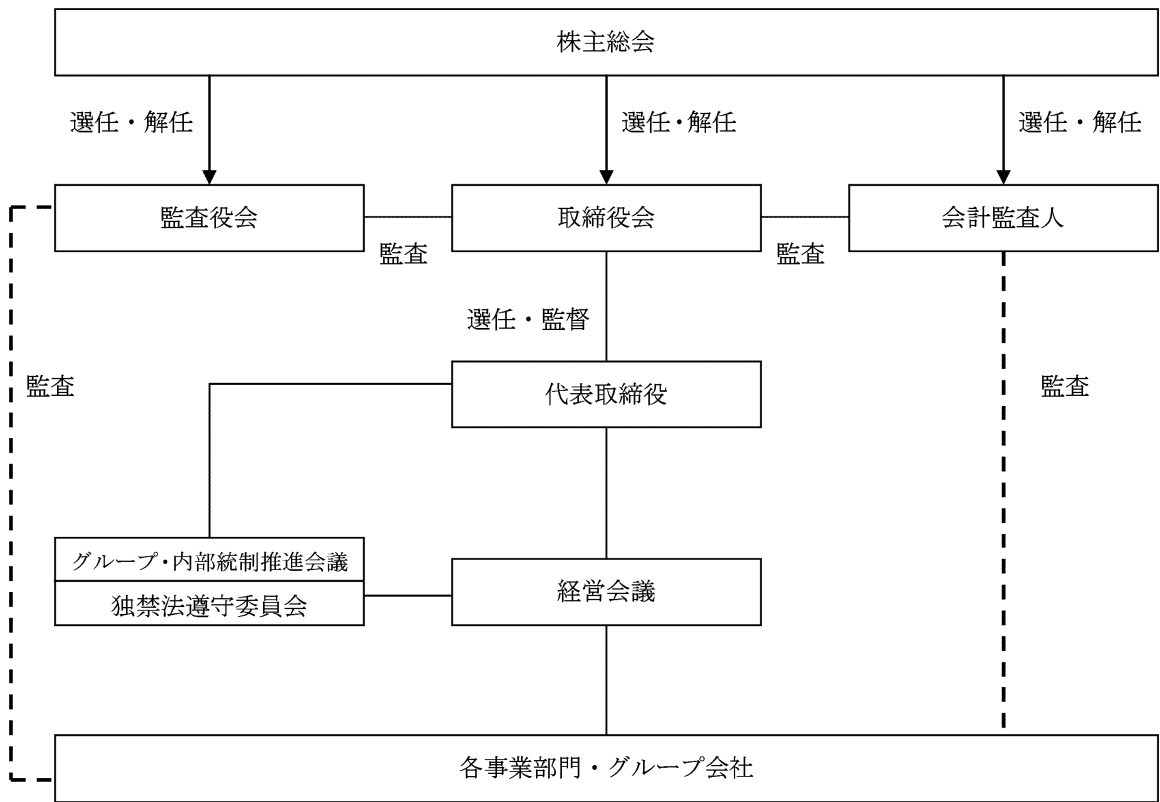 株主総会
選任・解任
選任・解任
選任・解任
監査役会
取締役会
会計監査人
監査
監査
選任・監督
監査
代表取締役
監査
グループ・内部統制推進会議
独禁法遵守委員会
経営会議
各事業部門・グループ会社